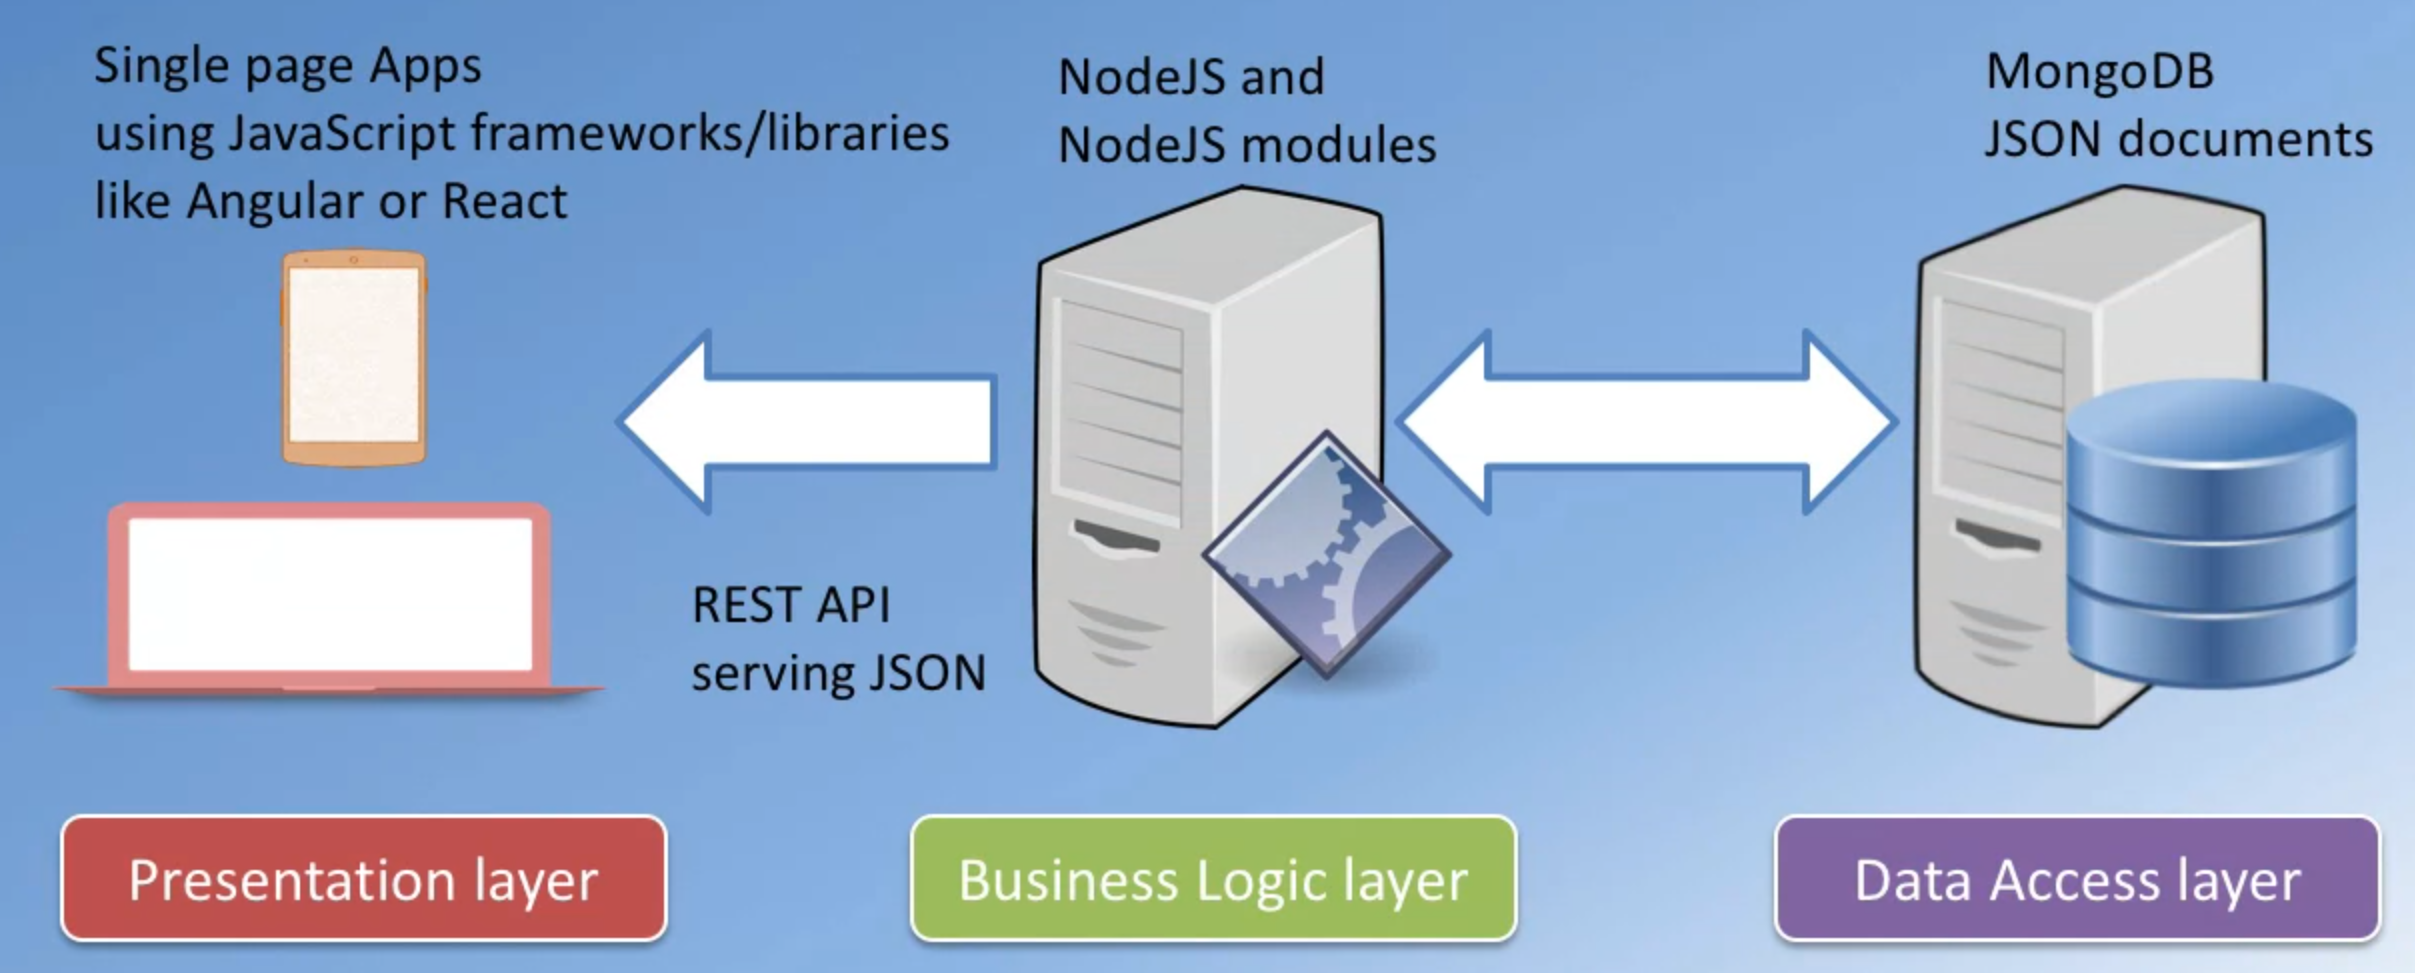 Single page Apps
using JavaScript frameworks/libraries
like Angular or React
NodeJS and
NodeJS modules
MongoDB
JSON documents
REST API
serving JSON
Presentation layer
Business Logic layer
Data Access layer